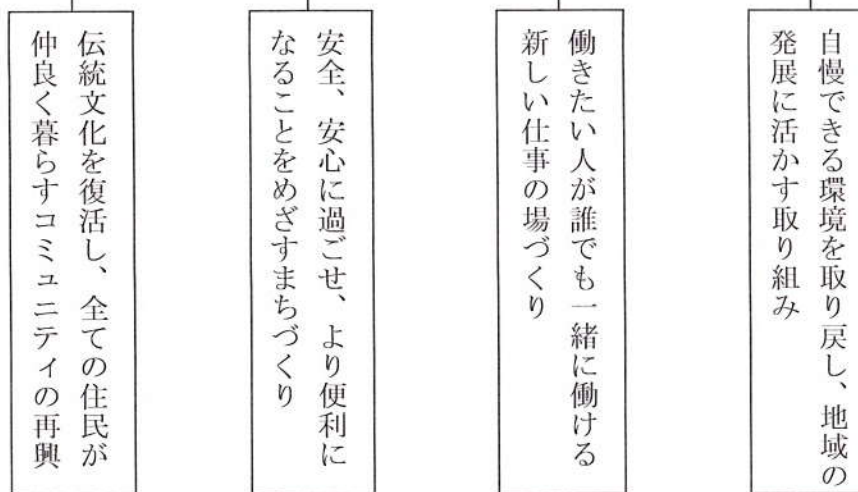 自慢できる環境を取り戻し、地域の
発展に活かす取り組み
働きたい人が誰でも一緒に働ける
新しい仕事の場づくり
安全、安心に過ごせ、より便利に
なることをめざすまちづくり
伝統文化を復活し、全ての住民が
仲良く暮らすコミュニティの再興